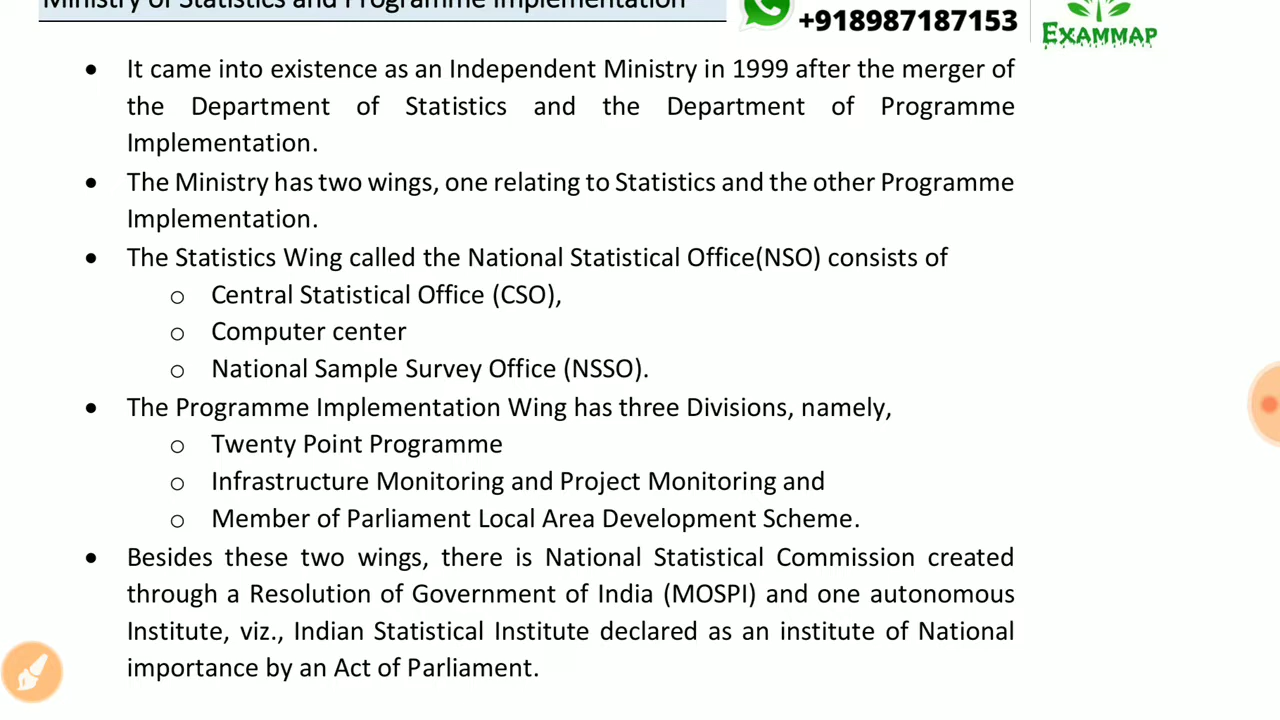 Ministry of Statistics and Programme Implementation
+918987187153
EXAMMAP
• It came into existence as an Independent Ministry in 1999 after the merger of
the Department of Statistics and the Department of Programme
Implementation.
• The Ministry has two wings, one relating to Statistics and the other Programme
Implementation.
• The Statistics Wing called the National Statistical Office(NSO) consists of
o Central Statistical Office (CSO),
o Computer center
o National Sample Survey Office (NSSO).
• The Programme Implementation Wing has three Divisions, namely,
o Twenty Point Programme
o Infrastructure Monitoring and Project Monitoring and
o Member of Parliament Local Area Development Scheme.
• Besides these two wings, there is National Statistical Commission created
through a Resolution of Government of India (MOSPI) and one autonomous
Institute, viz., Indian Statistical Institute declared as an institute of National
importance by an Act of Parliament.